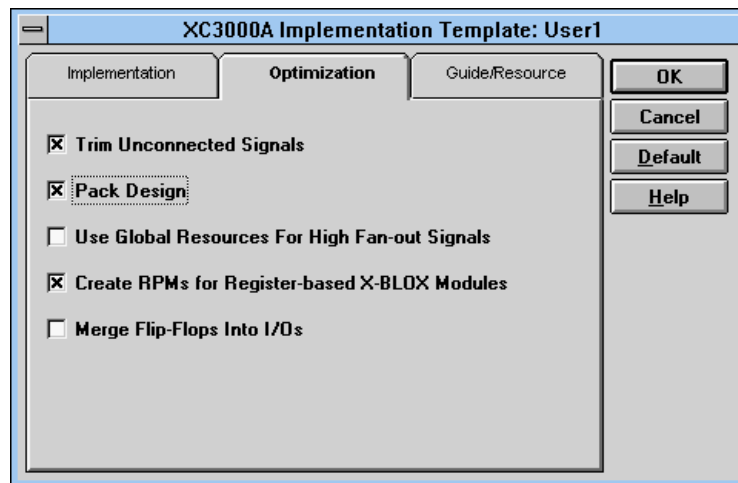 XC3000A Implementation Template: User1
Implementation
Optimization
Guide/Resource
OK
Cancel
Default
Help
Trim Unconnected Signals
Pack Design
Use Global Resources For High Fan-out Signals
Create RPMs for Register-based X-BLOX Modules
Merge Flip-Flops Into I/Os